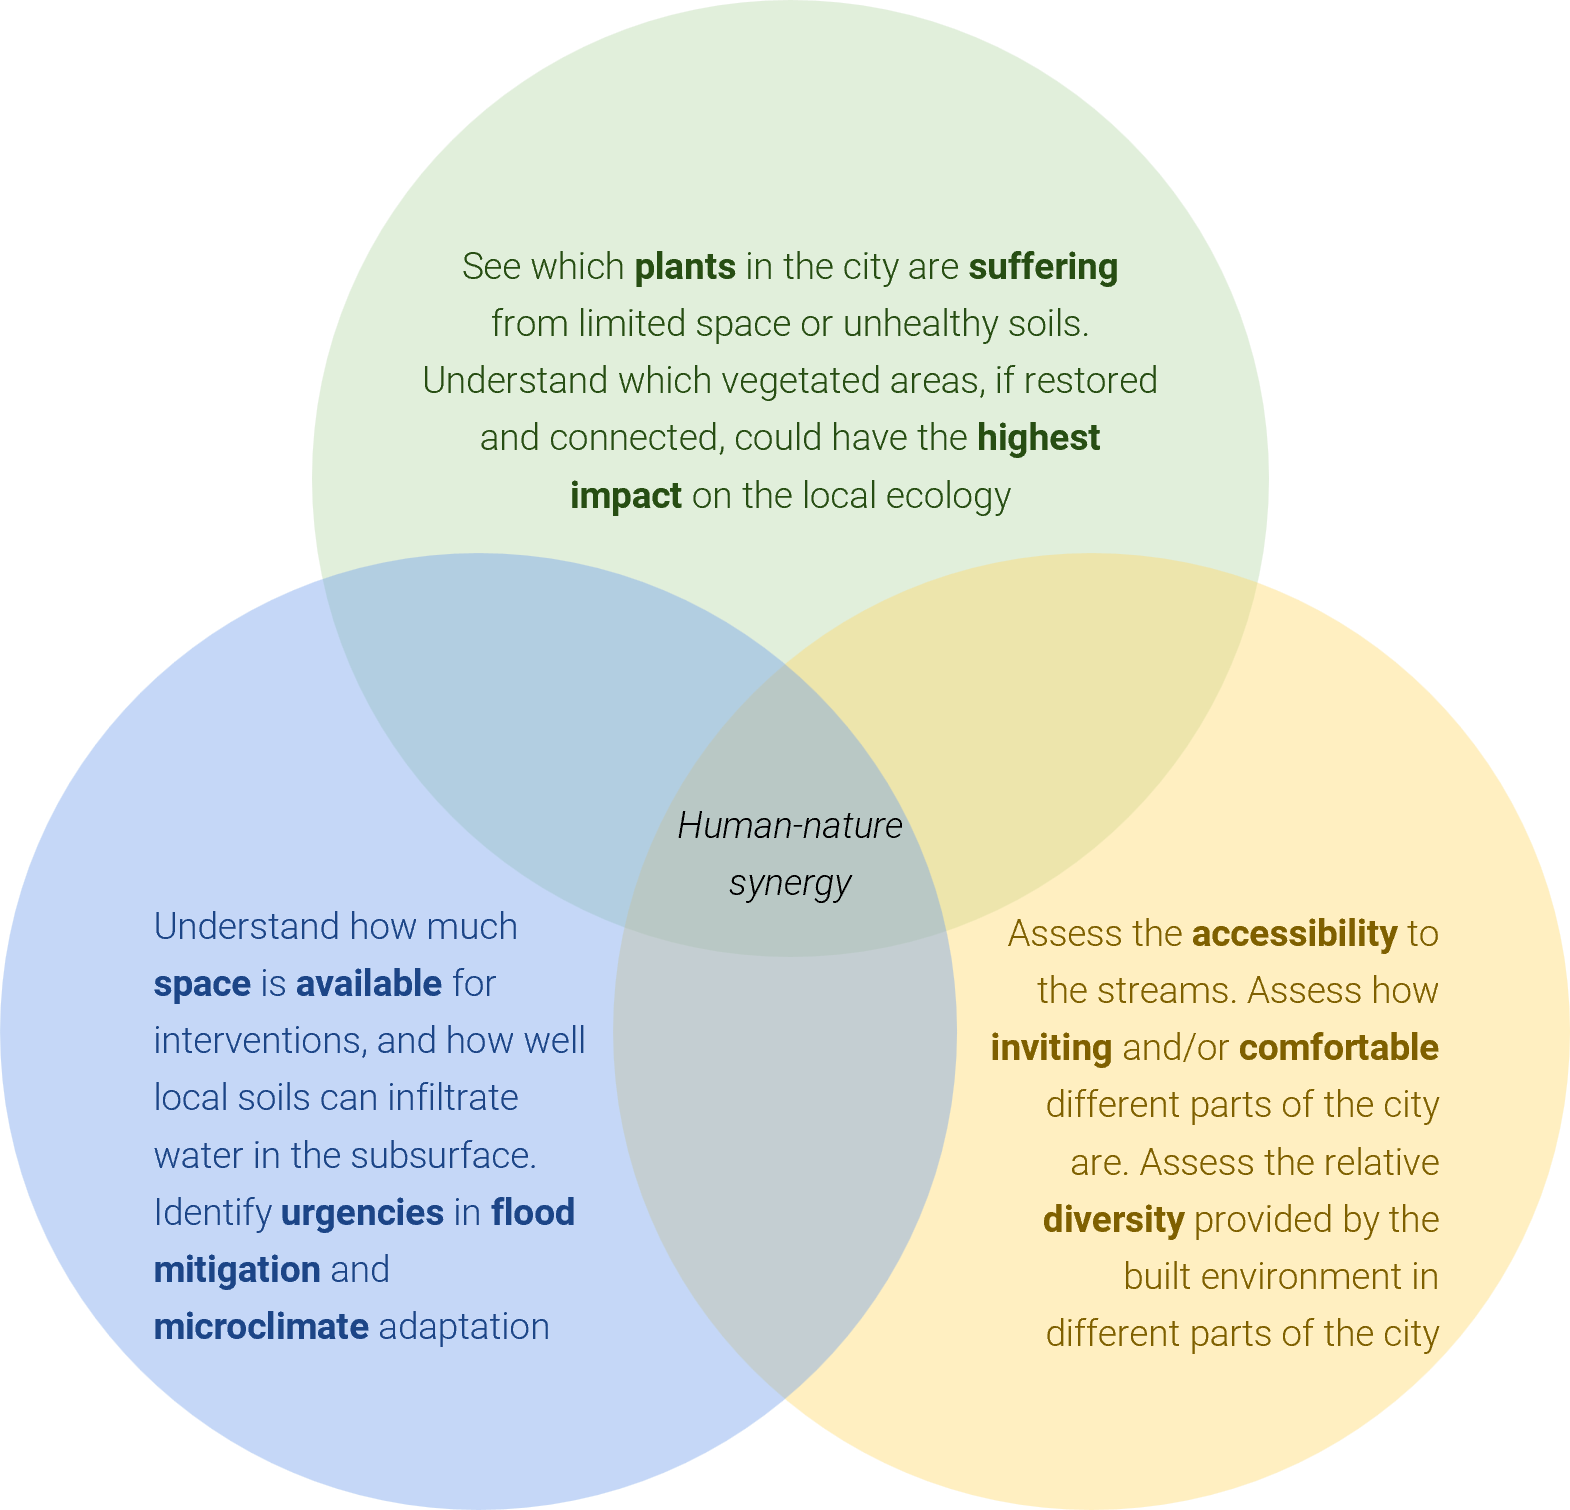 See which plants in the city are suffering
from limited space or unhealthy soils.
Understand which vegetated areas, if restored
and connected, could have the highest
impact on the local ecology
Human-nature
synergy
Understand how much
space is available for
interventions, and how well
local soils can infiltrate
water in the subsurface.
Identify urgencies in flood
mitigation and
microclimate adaptation
Assess the accessibility to
the streams. Assess how
inviting and/or comfortable
different parts of the city
are. Assess the relative
diversity provided by the
built environment in
different parts of the city